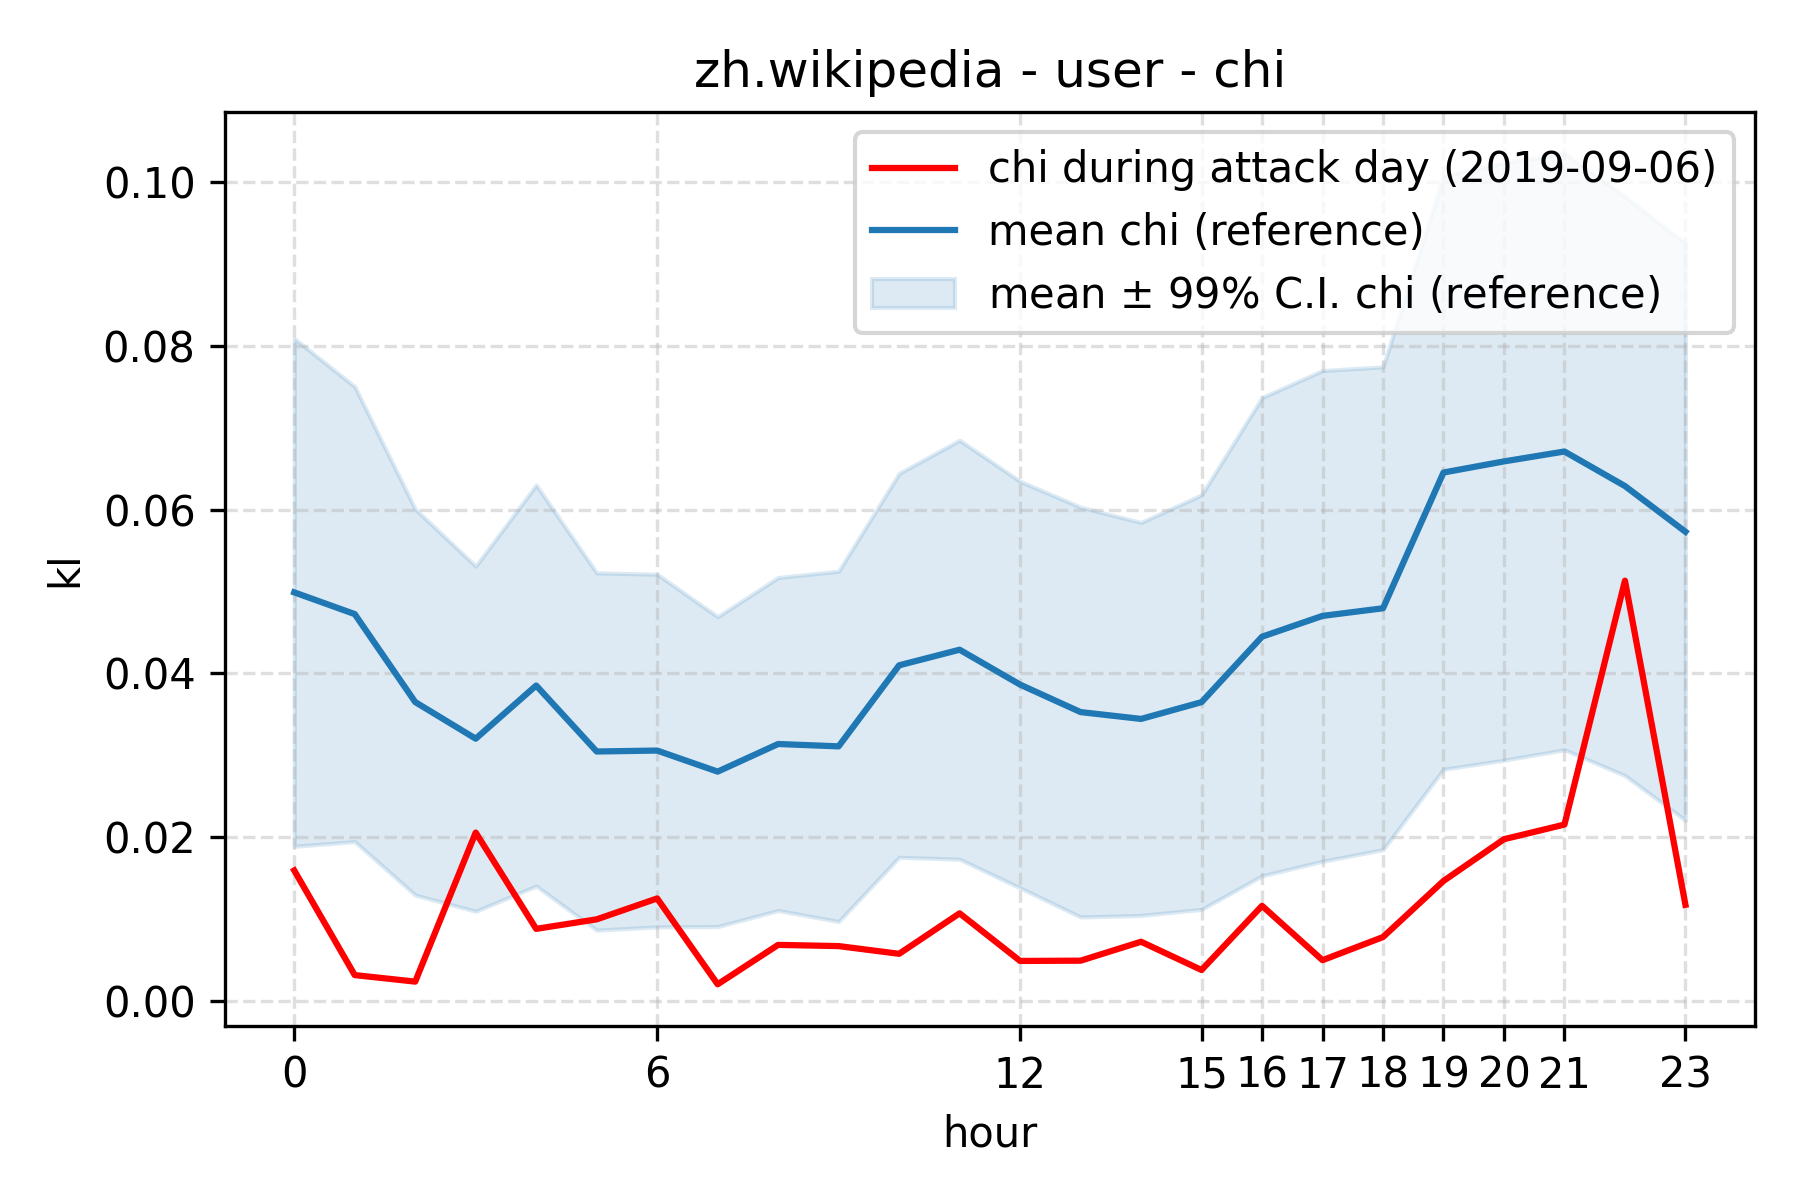 zh.wikipedia - user - chi
chi during attack day (2019-09-06)
mean chi (reference)
mean ± 99% C.I. chi (reference)
kl
0.10
0.08
0.06
0.04
0.02
0.00
0 6 12 15 16 17 18 19 20 21 23
hour